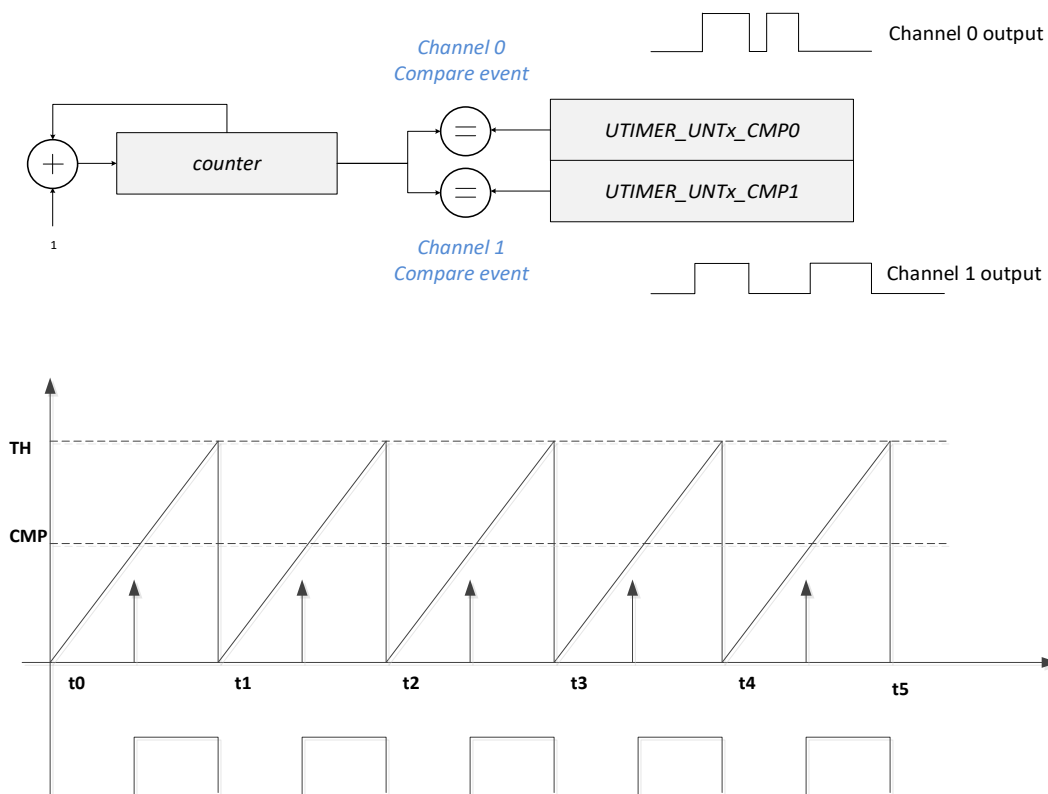 Channel 0 output
Channel 0
Compare event
UTIMER_UNTx_CMP0
counter
UTIMER_UNTx_CMP1
1
Channel 1
Compare event
Channel 1 output
TH
CMP
t0
t1
t2
t3
t4
t5